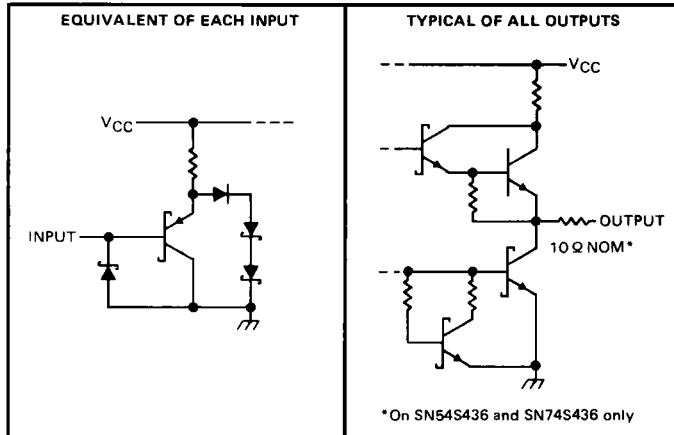 EQUIVALENT OF EACH INPUT
VCC
INPUT
TYPICAL OF ALL OUTPUTS
VCC
OUTPUT
10 Ω NOM*
*On SN54S436 and SN74S436 only